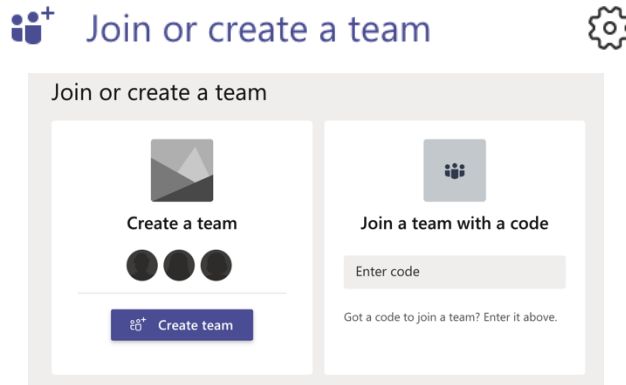 Join or create a team
Join or create a team
Create a team
Create team
Join a team with a code
Enter code
Got a code to join a team? Enter it above.